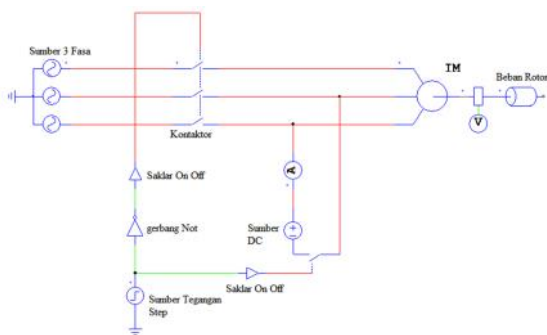 Sumber 3 Fasa
IM
Beban Rotor
Kontaktor
V
Saklar On Off
A
gerbang Not
Sumber
DC
Saklar On Off
Sumber Tegangan
Step